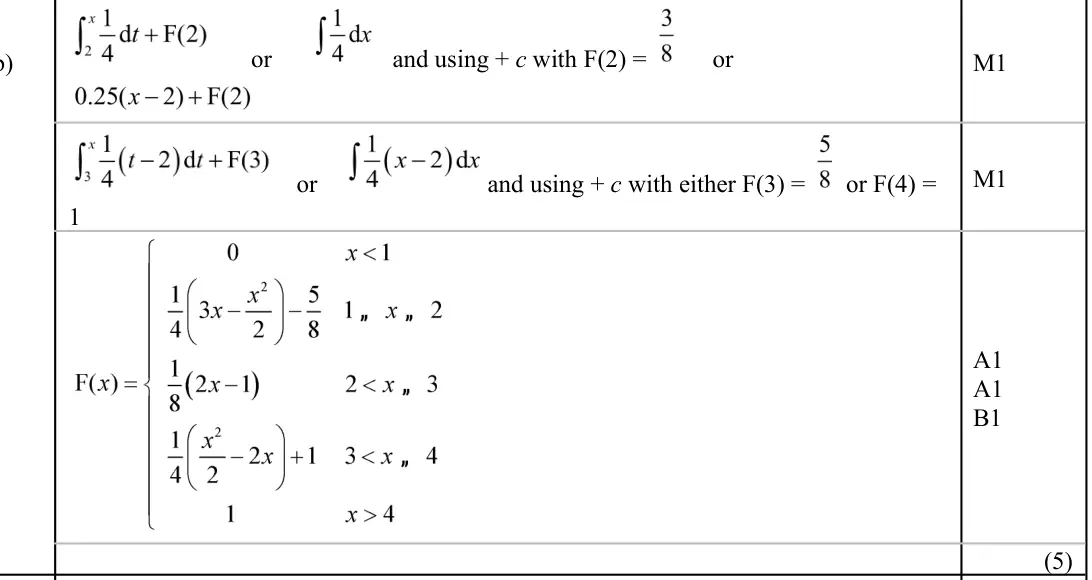 ∫₂ˣ 1/4 dt + F(2) or ∫ 1/4 dx and using + c with F(2) = 3/8 or
b) M1
0.25(x − 2) + F(2)
∫₃ˣ 1/4 (t − 2) dt + F(3) or ∫ 1/4 (x − 2) dx and using + c with either F(3) = 5/8 or F(4) = M1
1
0 x < 1
1/4 (3x − x²/2) − 5/8 1 „ x „ 2
F(x) = { 1/8 (2x − 1) 2 < x „ 3
1/4 (x²/2 − 2x) + 1 3 < x „ 4
1 x > 4
A1
A1
B1
(5)